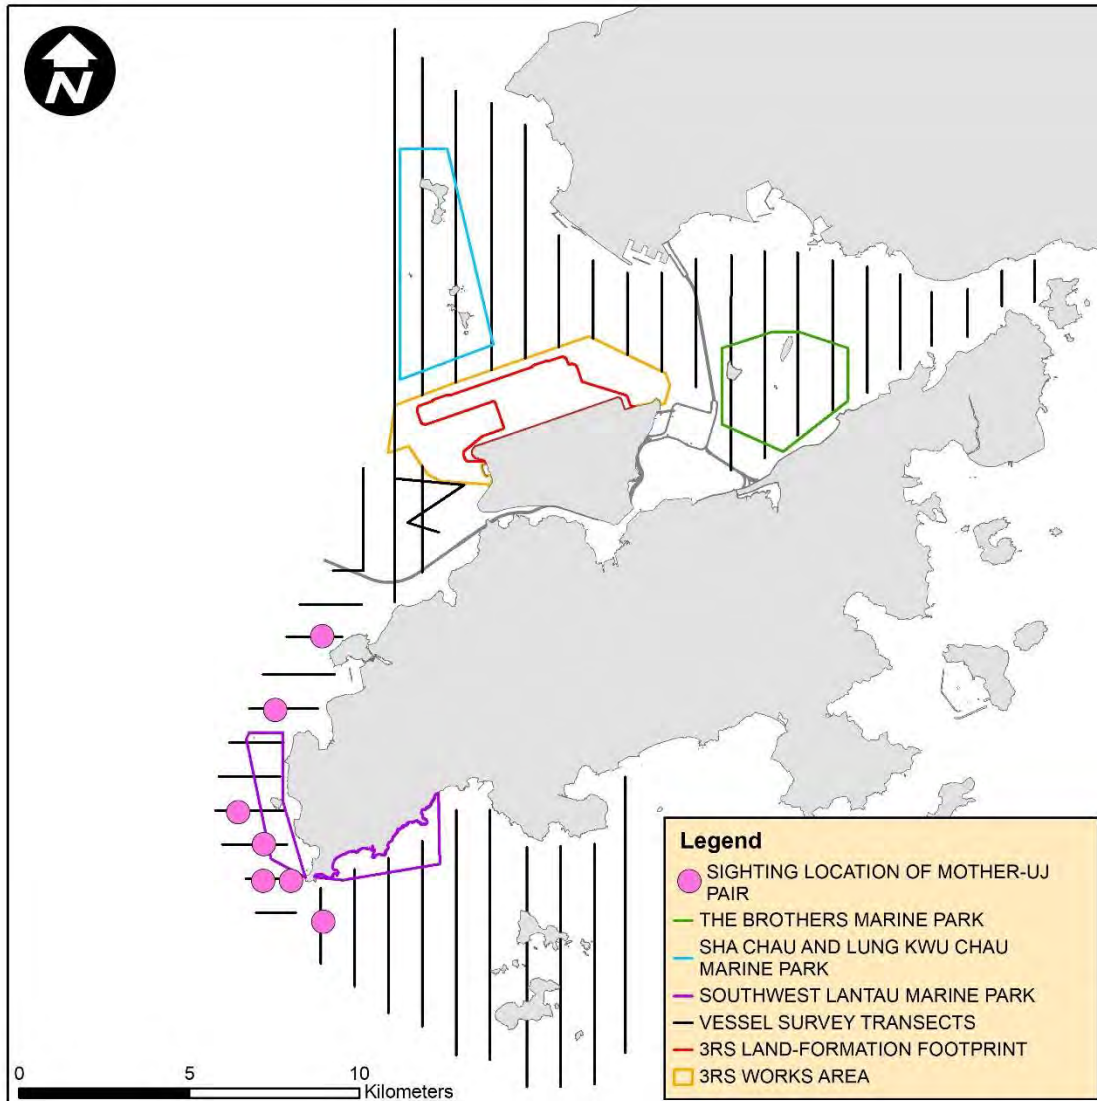 N
Legend
SIGHTING LOCATION OF MOTHER-UJ
PAIR
THE BROTHERS MARINE PARK
SHA CHAU AND LUNG KWU CHAU
MARINE PARK
SOUTHWEST LANTAU MARINE PARK
VESSEL SURVEY TRANSECTS
3RS LAND-FORMATION FOOTPRINT
3RS WORKS AREA
0 5 10
Kilometers